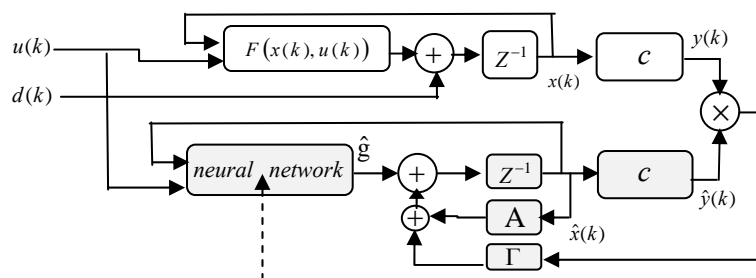 u(k)
F(x(k), u(k))
+
Z⁻¹
x(k)
c
y(k)
d(k)
×
neural network
ĝ
+
Z⁻¹
c
ŷ(k)
+
A
x̂(k)
Γ